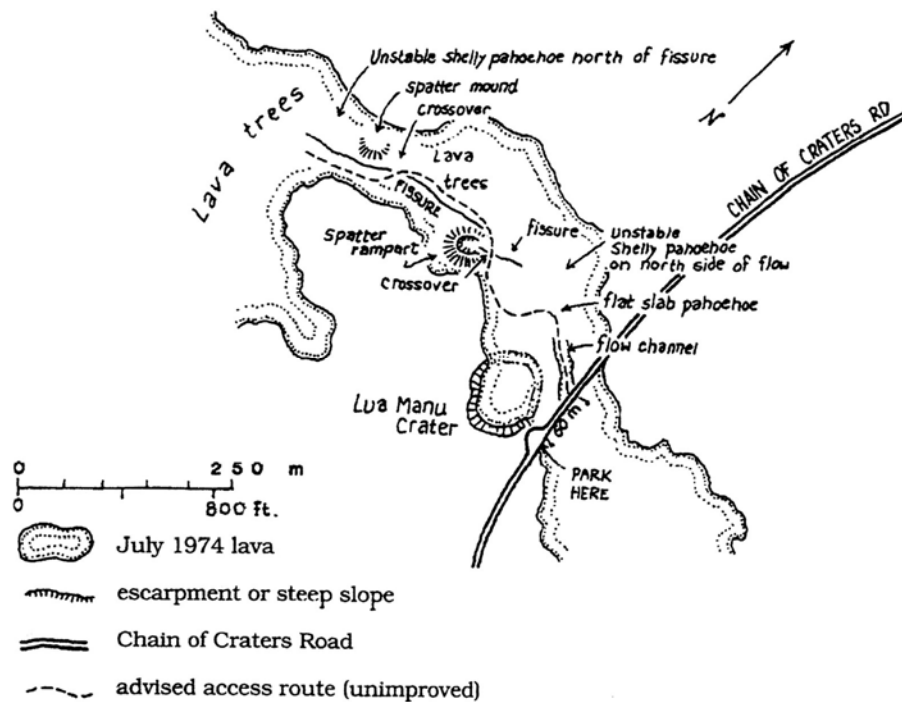 Unstable shelly pahoehoe north of fissure
spatter mound
crossover
Lava trees
Lava
trees
N
FISSURE
CHAIN OF CRATERS RD
Spatter
rampart
fissure
crossover
unstable
Shelly pahoehoe
on north side of flow
flat slab pahoehoe
flow channel
Lua Manu
Crater
60 m
PARK
HERE
0 250 m
0 800 ft.
July 1974 lava
escarpment or steep slope
Chain of Craters Road
advised access route (unimproved)